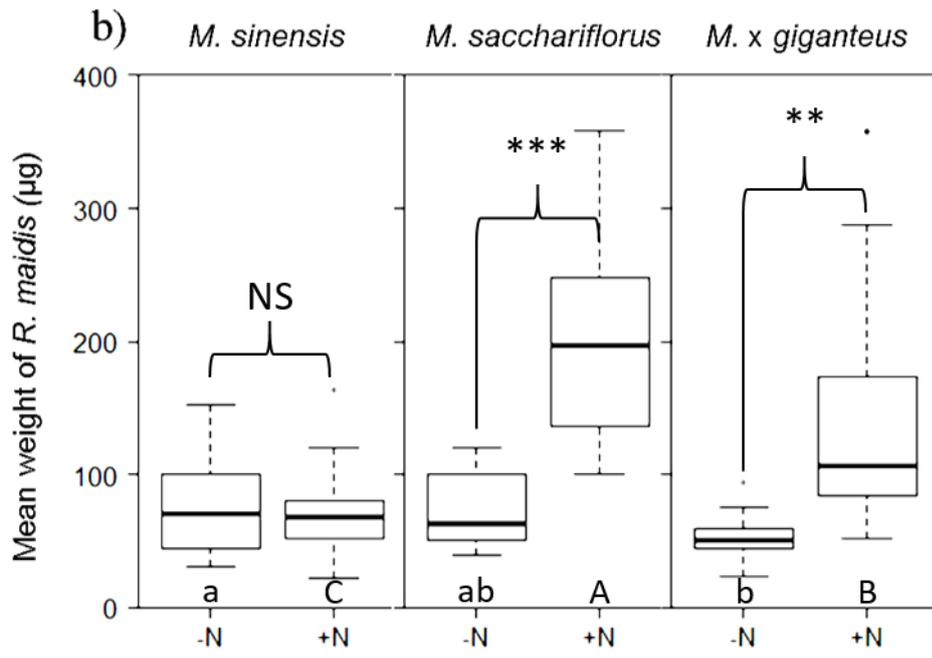 b)
M. sinensis M. sacchariflorus M. x giganteus
Mean weight of R. maidis (µg)
400
300
200
100
0
NS
***
**
a C ab A b B
-N +N -N +N -N +N